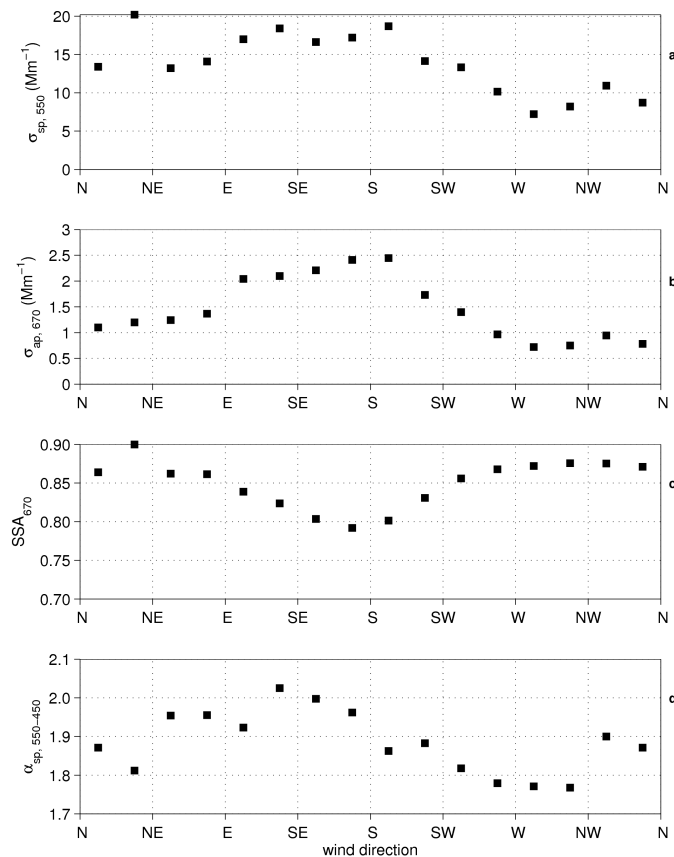 20
15
10
5
0
σsp, 550 (Mm−1)
N NE E SE S SW W NW N
a
3
2.5
2
1.5
1
0.5
0
σap, 670 (Mm−1)
N NE E SE S SW W NW N
b
0.90
0.85
0.80
0.75
0.70
SSA670
N NE E SE S SW W NW N
c
2.1
2.0
1.9
1.8
1.7
αsp, 550−450
N NE E SE S SW W NW N
d
wind direction